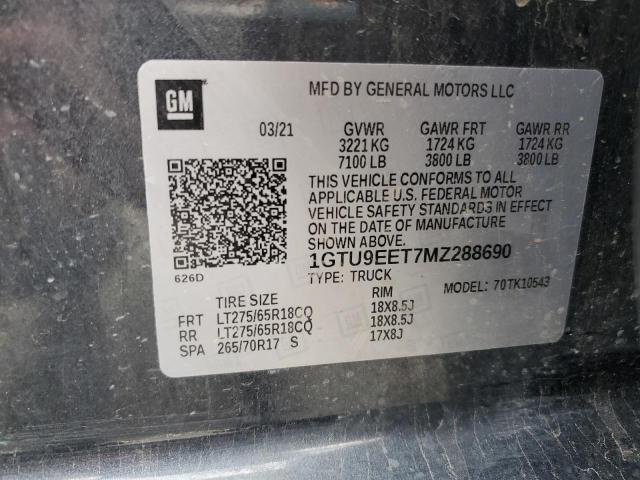 GM
MFD BY GENERAL MOTORS LLC
03/21 GVWR GAWR FRT GAWR RR
3221 KG 1724 KG 1724 KG
7100 LB 3800 LB 3800 LB
THIS VEHICLE CONFORMS TO ALL
APPLICABLE U.S. FEDERAL MOTOR
VEHICLE SAFETY STANDARDS IN EFFECT
ON THE DATE OF MANUFACTURE
SHOWN ABOVE.
1GTU9EET7MZ288690
626D
TYPE: TRUCK MODEL: 70TK10543
TIRE SIZE RIM
FRT LT275/65R18CQ 18X8.5J
RR LT275/65R18CQ 18X8.5J
SPA 265/70R17 S 17X8J